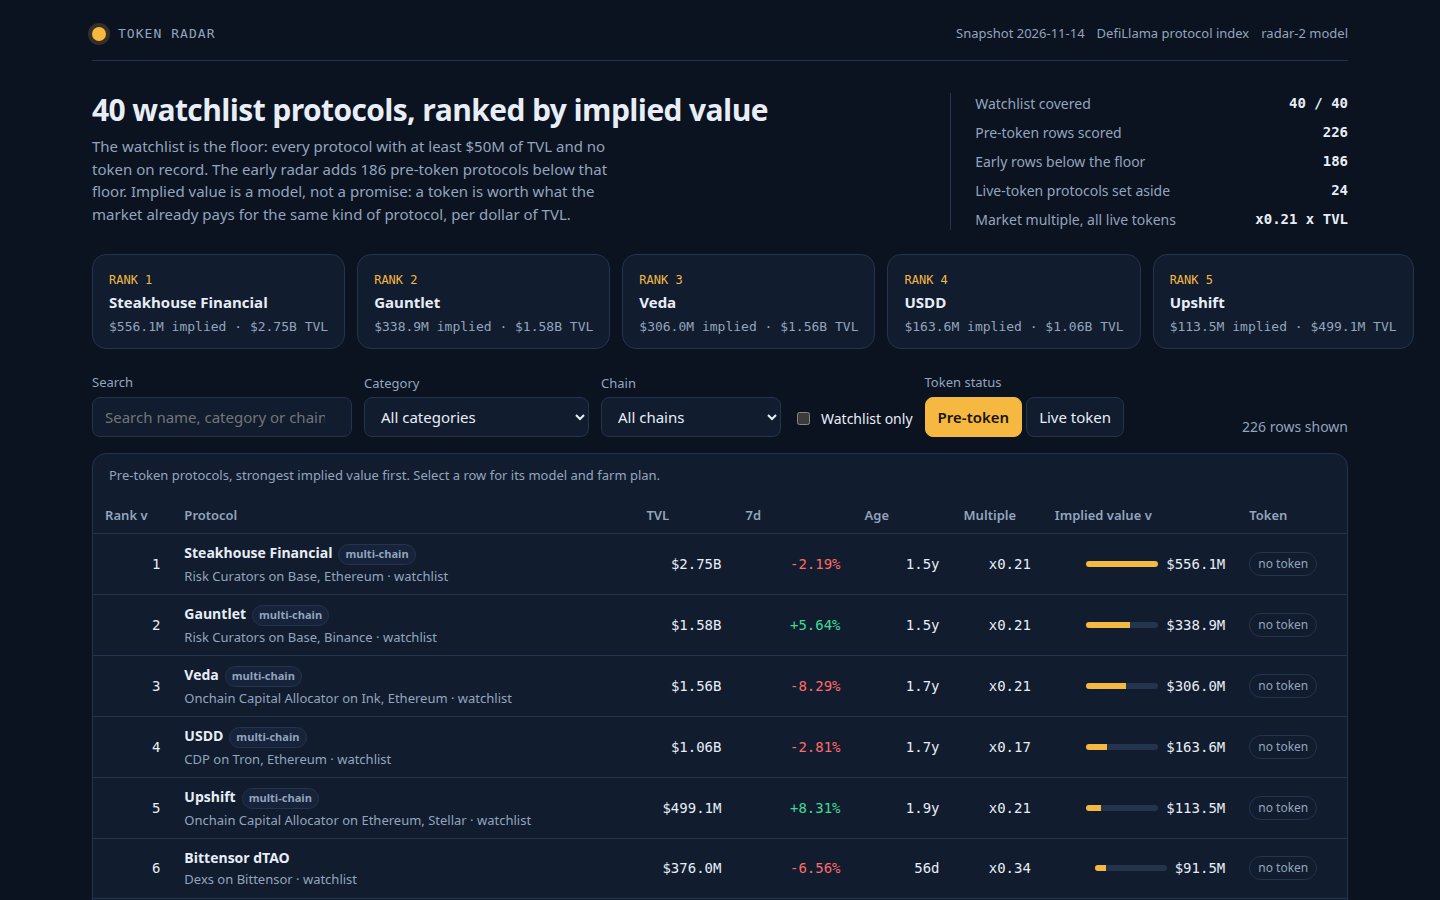 TOKEN RADAR
Snapshot 2026-11-14 DefiLlama protocol index radar-2 model
40 watchlist protocols, ranked by implied value
The watchlist is the floor: every protocol with at least $50M of TVL and no
token on record. The early radar adds 186 pre-token protocols below that
floor. Implied value is a model, not a promise: a token is worth what the
market already pays for the same kind of protocol, per dollar of TVL.
Watchlist covered 40 / 40
Pre-token rows scored 226
Early rows below the floor 186
Live-token protocols set aside 24
Market multiple, all live tokens x0.21 x TVL
RANK 1
Steakhouse Financial
$556.1M implied · $2.75B TVL
RANK 2
Gauntlet
$338.9M implied · $1.58B TVL
RANK 3
Veda
$306.0M implied · $1.56B TVL
RANK 4
USDD
$163.6M implied · $1.06B TVL
RANK 5
Upshift
$113.5M implied · $499.1M TVL
Search
Search name, category or chain
Category
All categories
Chain
All chains
Watchlist only
Token status
Pre-token Live token
226 rows shown
Pre-token protocols, strongest implied value first. Select a row for its model and farm plan.
Rank v Protocol TVL 7d Age Multiple Implied value v Token
1 Steakhouse Financial multi-chain $2.75B -2.19% 1.5y x0.21 $556.1M no token
Risk Curators on Base, Ethereum · watchlist
2 Gauntlet multi-chain $1.58B +5.64% 1.5y x0.21 $338.9M no token
Risk Curators on Base, Binance · watchlist
3 Veda multi-chain $1.56B -8.29% 1.7y x0.21 $306.0M no token
Onchain Capital Allocator on Ink, Ethereum · watchlist
4 USDD multi-chain $1.06B -2.81% 1.7y x0.17 $163.6M no token
CDP on Tron, Ethereum · watchlist
5 Upshift multi-chain $499.1M +8.31% 1.9y x0.21 $113.5M no token
Onchain Capital Allocator on Ethereum, Stellar · watchlist
6 Bittensor dTAO $376.0M -6.56% 56d x0.34 $91.5M no token
Dexs on Bittensor · watchlist